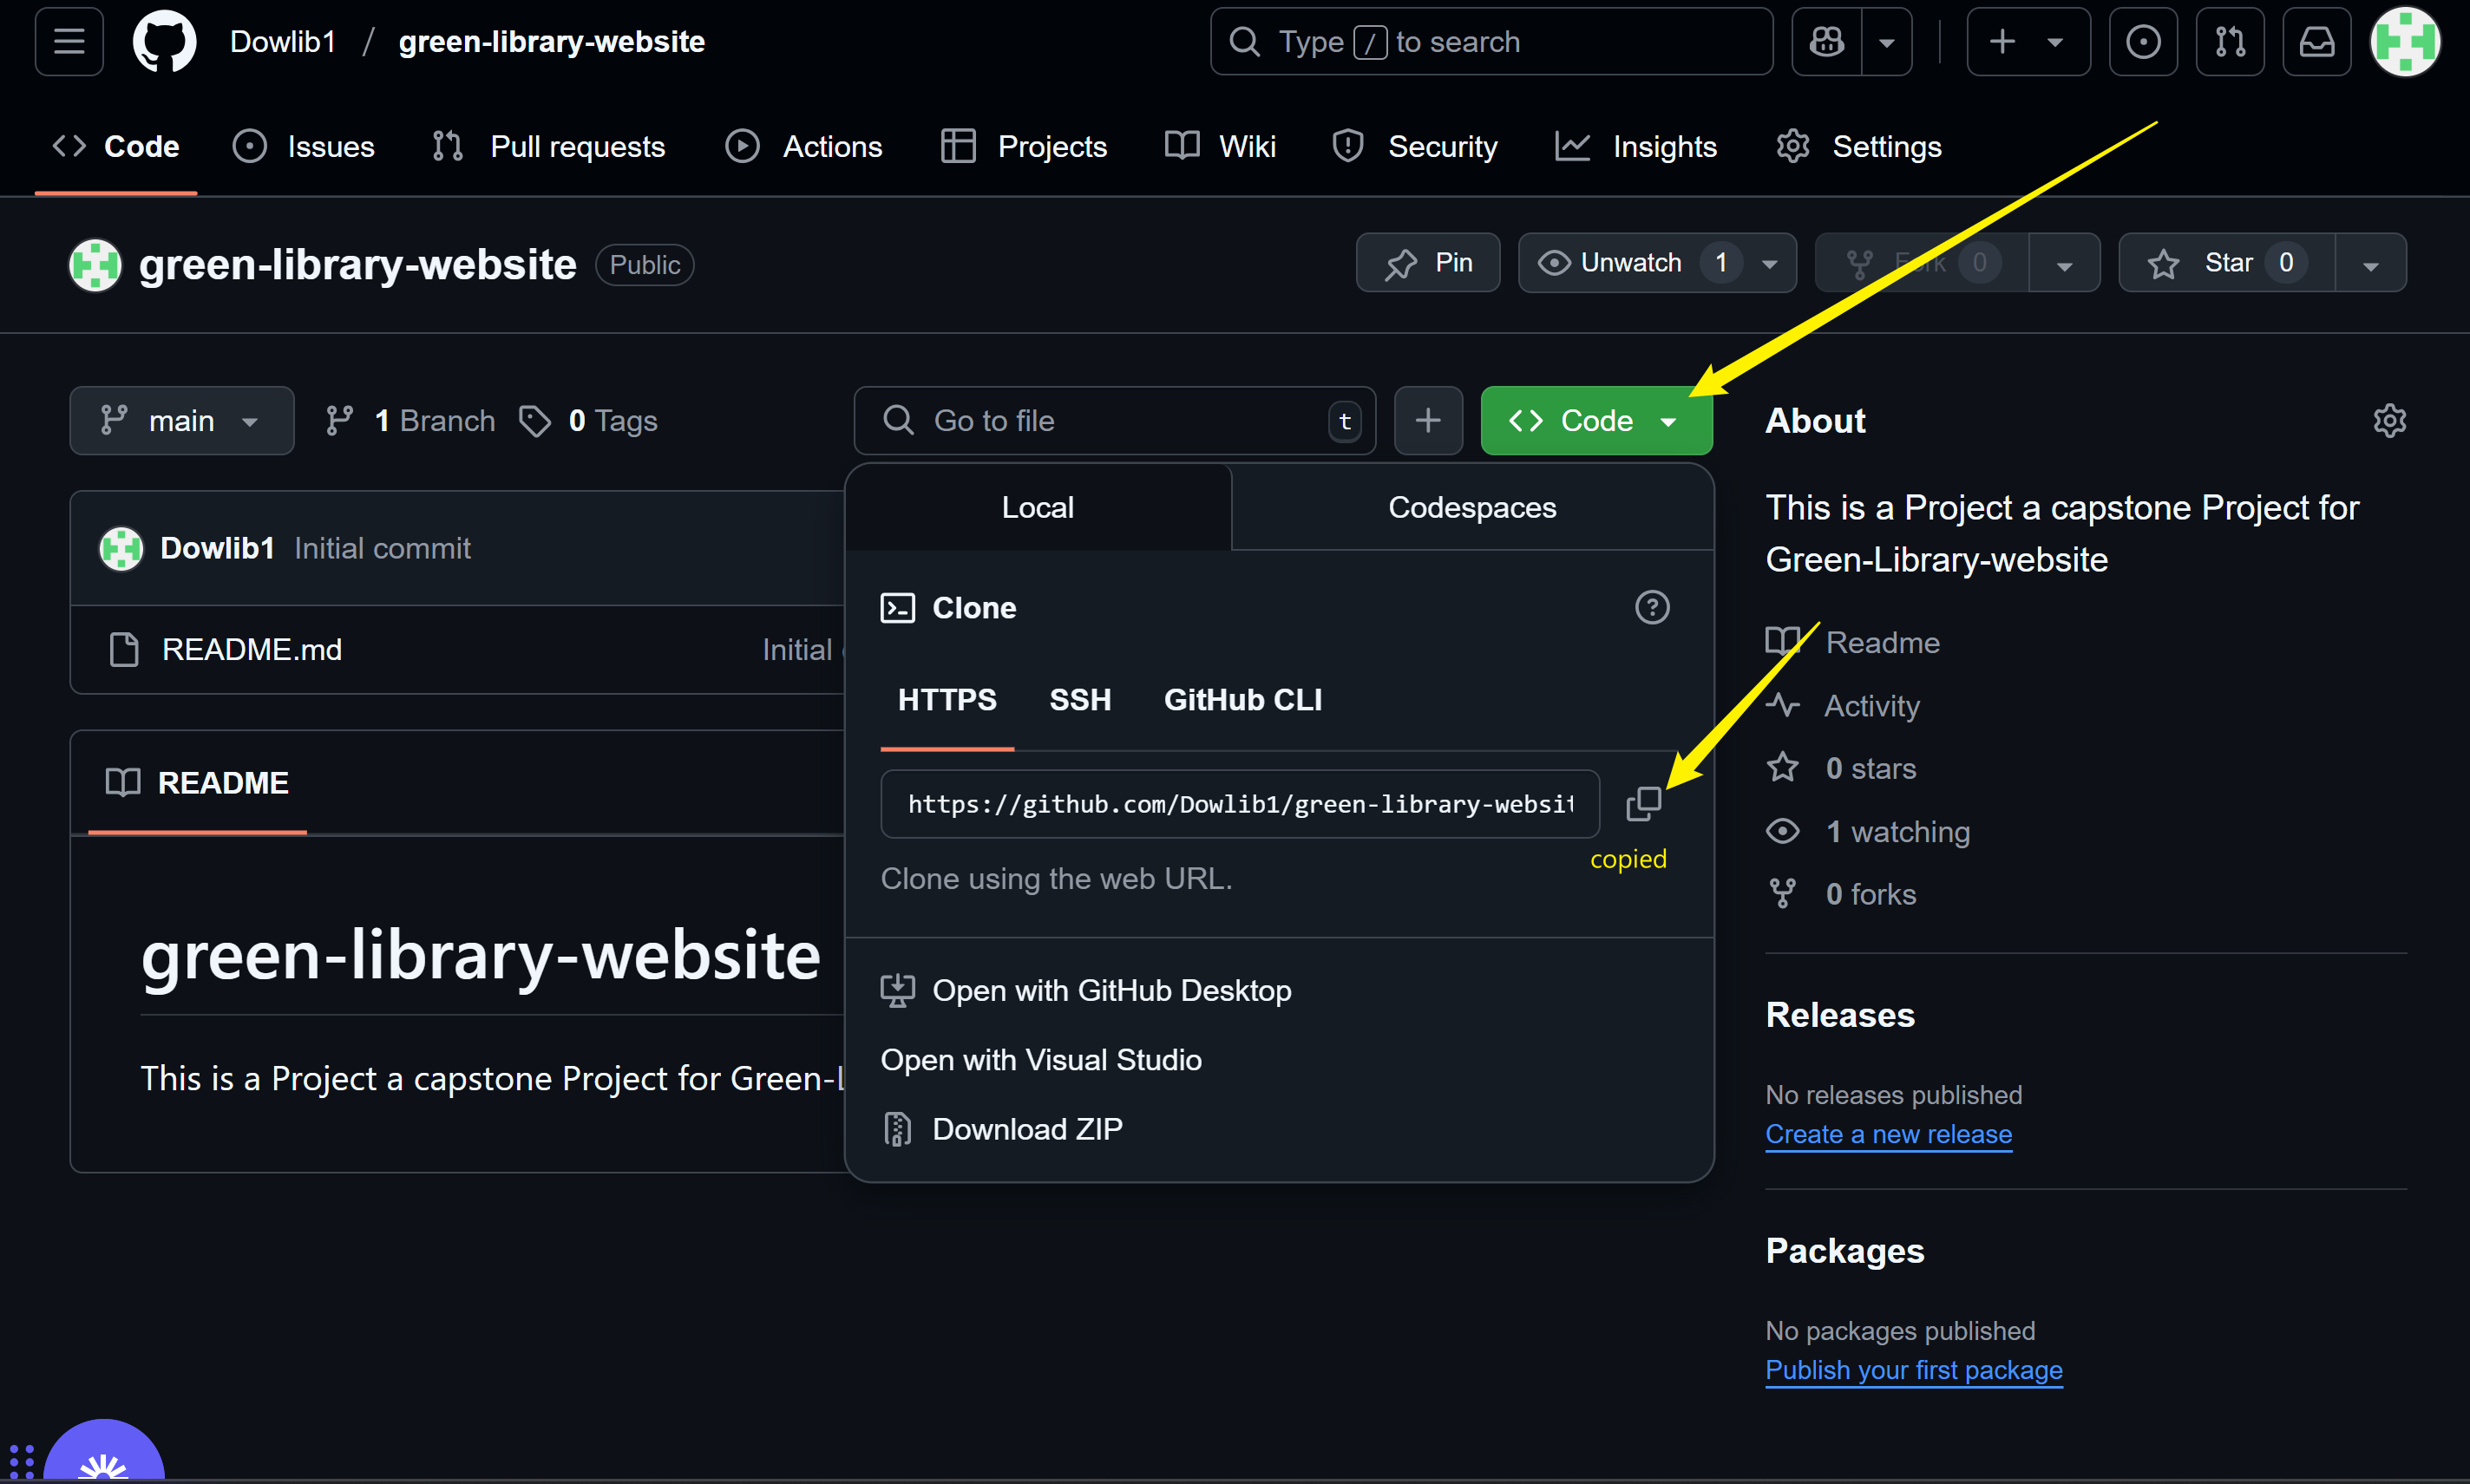 Dowlib1 / green-library-website
Type / to search
Code Issues Pull requests Actions Projects Wiki Security Insights Settings
green-library-website Public
Pin Unwatch 1 Fork 0 Star 0
main 1 Branch 0 Tags
Go to file t
Code
Local Codespaces
Clone
HTTPS SSH GitHub CLI
https://github.com/Dowlib1/green-library-websit
copied
Clone using the web URL.
Open with GitHub Desktop
Open with Visual Studio
Download ZIP
Dowlib1 Initial commit
README.md Initial
README
green-library-website
This is a Project a capstone Project for Green-L
About
This is a Project a capstone Project for
Green-Library-website
Readme
Activity
0 stars
1 watching
0 forks
Releases
No releases published
Create a new release
Packages
No packages published
Publish your first package